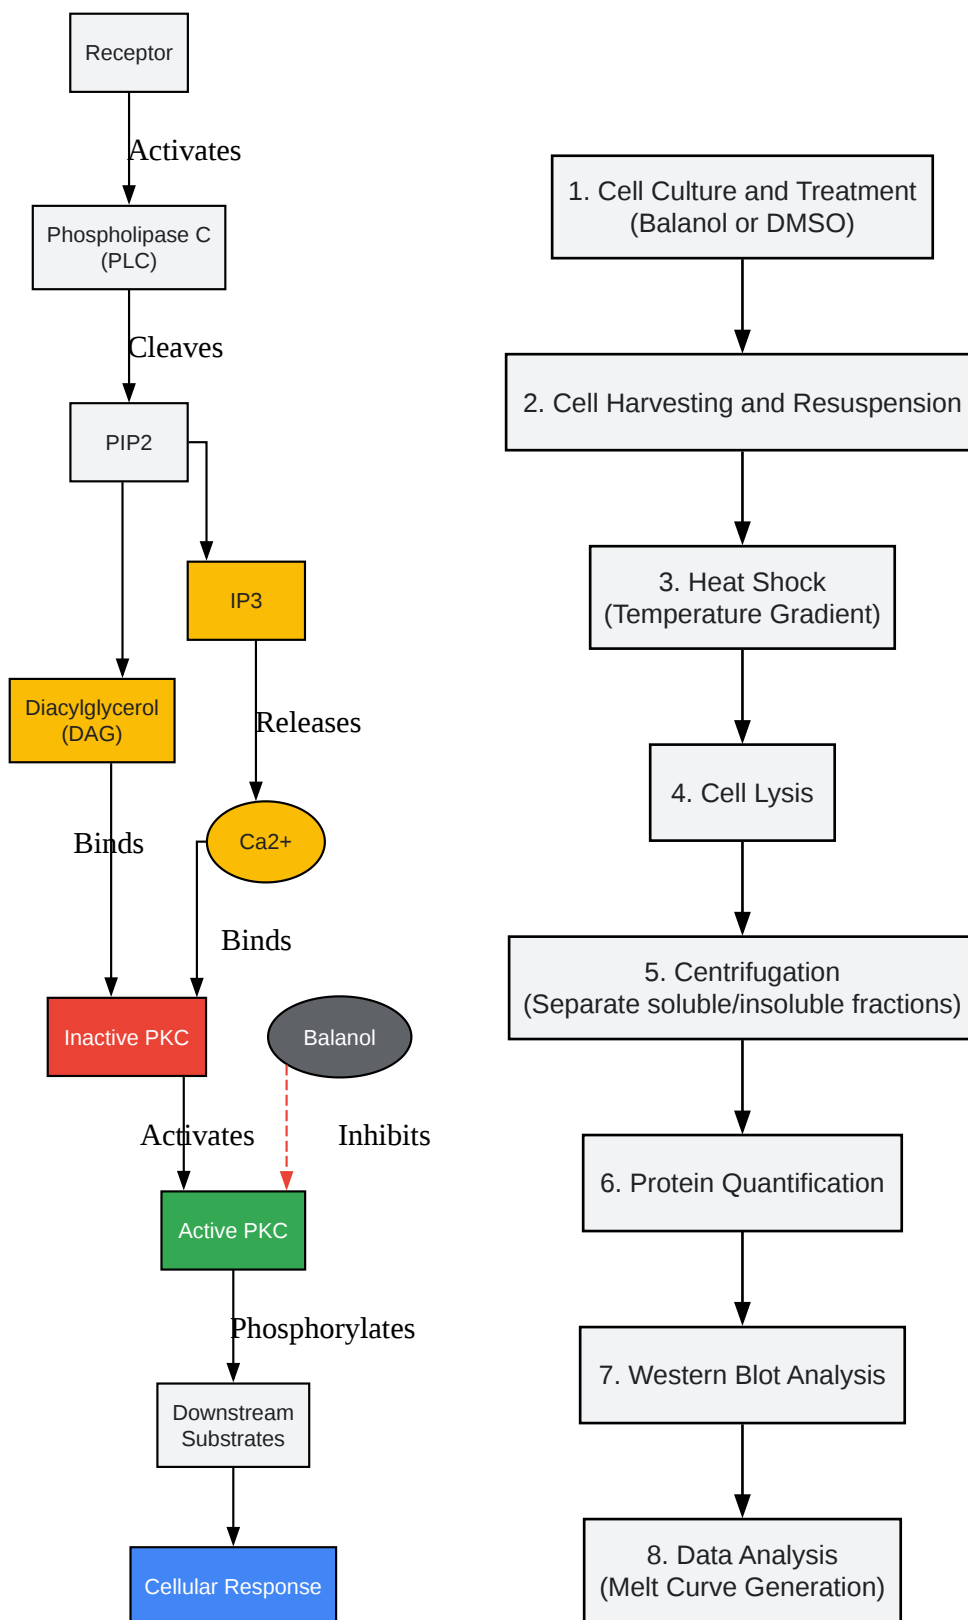 Receptor
Activates
Phospholipase C
(PLC)
Cleaves
PIP2
IP3
Diacylglycerol
(DAG)
Releases
Binds
Ca2+
Binds
Inactive PKC
Balanol
Activates
Inhibits
Active PKC
Phosphorylates
Downstream
Substrates
Cellular Response
1. Cell Culture and Treatment
(Balanol or DMSO)
2. Cell Harvesting and Resuspension
3. Heat Shock
(Temperature Gradient)
4. Cell Lysis
5. Centrifugation
(Separate soluble/insoluble fractions)
6. Protein Quantification
7. Western Blot Analysis
8. Data Analysis
(Melt Curve Generation)